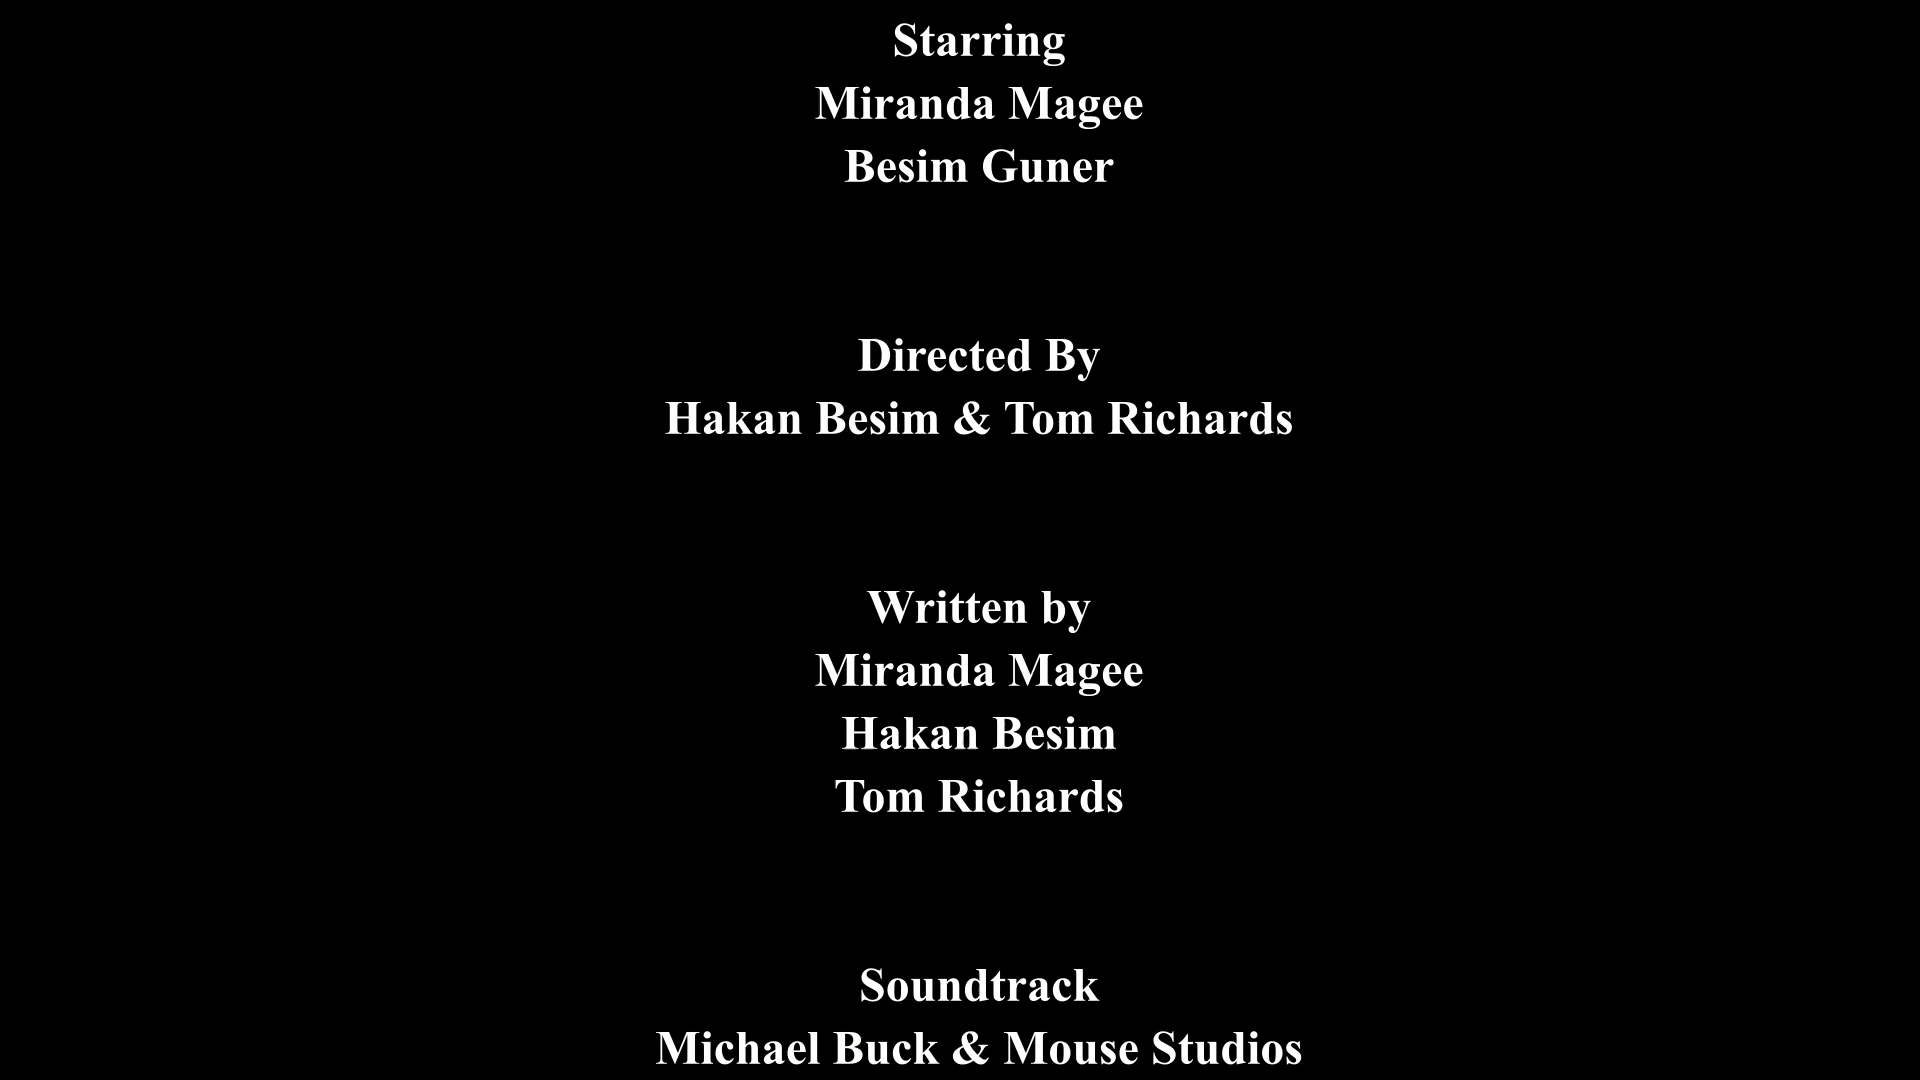 Starring
Miranda Magee
Besim Guner
Directed By
Hakan Besim & Tom Richards
Written by
Miranda Magee
Hakan Besim
Tom Richards
Soundtrack
Michael Buck & Mouse Studios